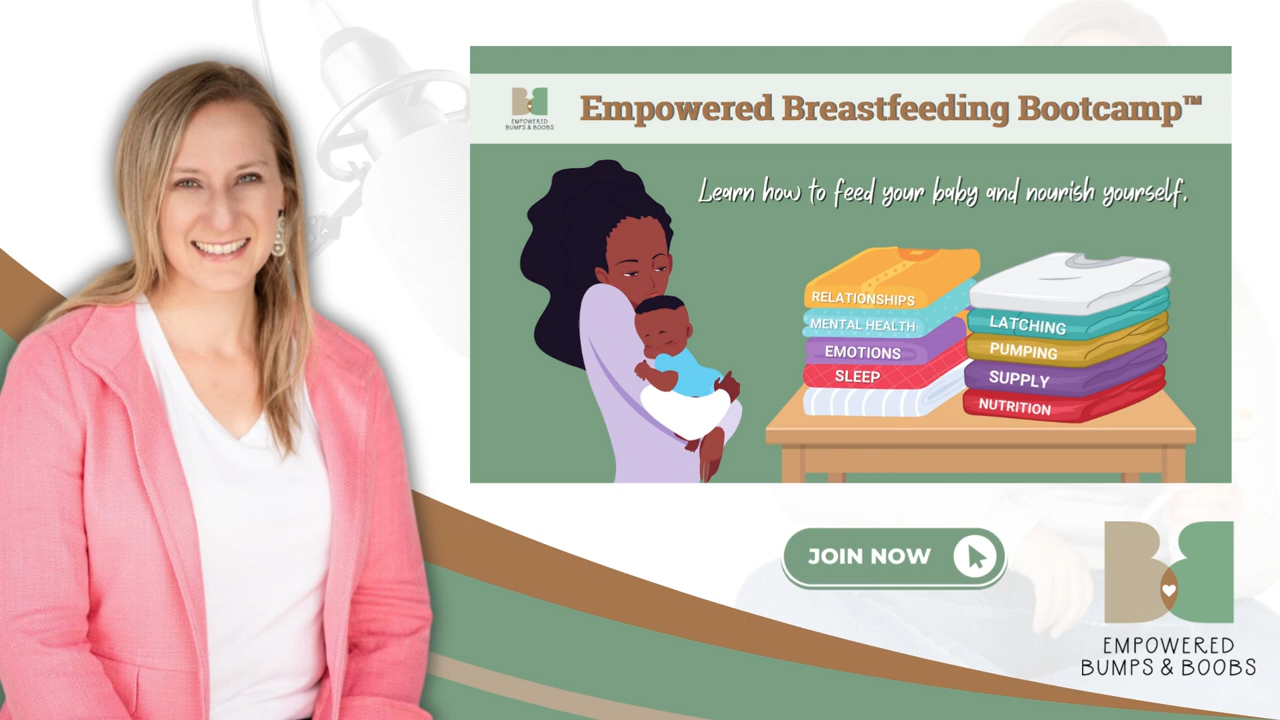 EMPOWERED
BUMPS & BOOBS
Empowered Breastfeeding Bootcamp™
Learn how to feed your baby and nourish yourself.
RELATIONSHIPS
MENTAL HEALTH
EMOTIONS
SLEEP
LATCHING
PUMPING
SUPPLY
NUTRITION
JOIN NOW
EMPOWERED
BUMPS & BOOBS